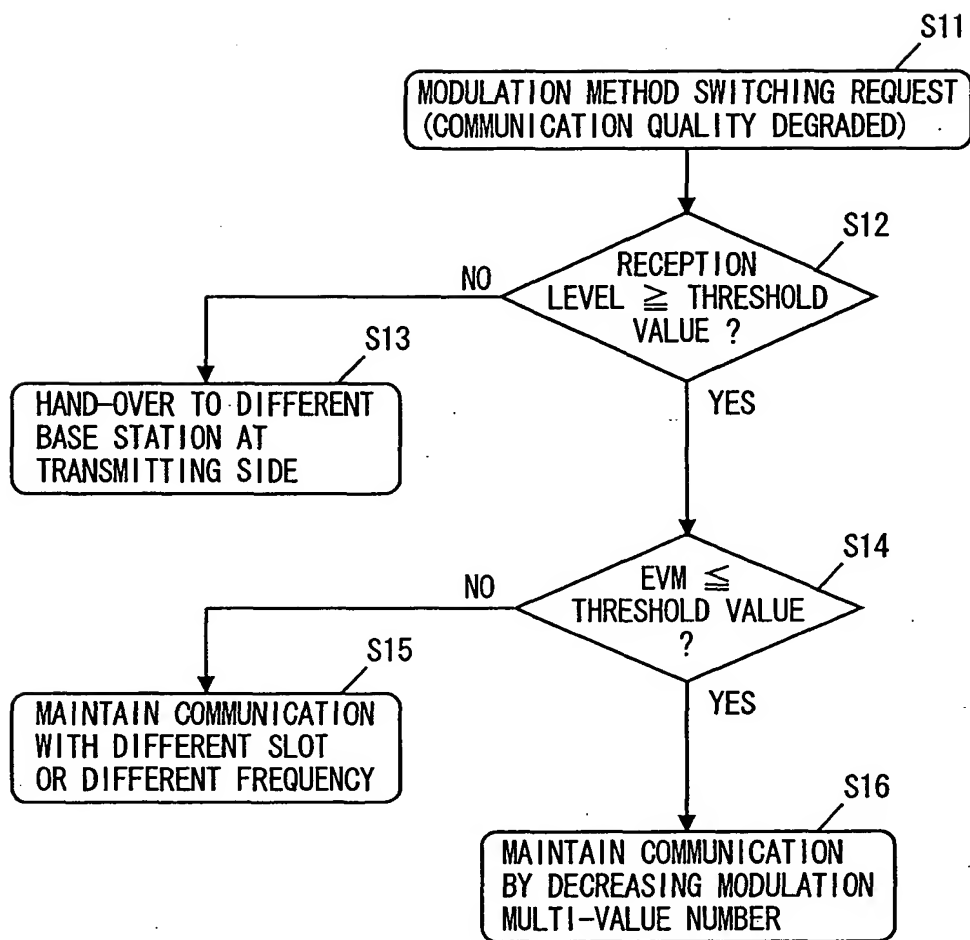 S11
MODULATION METHOD SWITCHING REQUEST
(COMMUNICATION QUALITY DEGRADED)
S12
RECEPTION
LEVEL ≧ THRESHOLD
VALUE ?
NO
YES
S13
HAND-OVER TO DIFFERENT
BASE STATION AT
TRANSMITTING SIDE
S14
EVM ≦
THRESHOLD VALUE
?
NO
YES
S15
MAINTAIN COMMUNICATION
WITH DIFFERENT SLOT
OR DIFFERENT FREQUENCY
S16
MAINTAIN COMMUNICATION
BY DECREASING MODULATION
MULTI-VALUE NUMBER